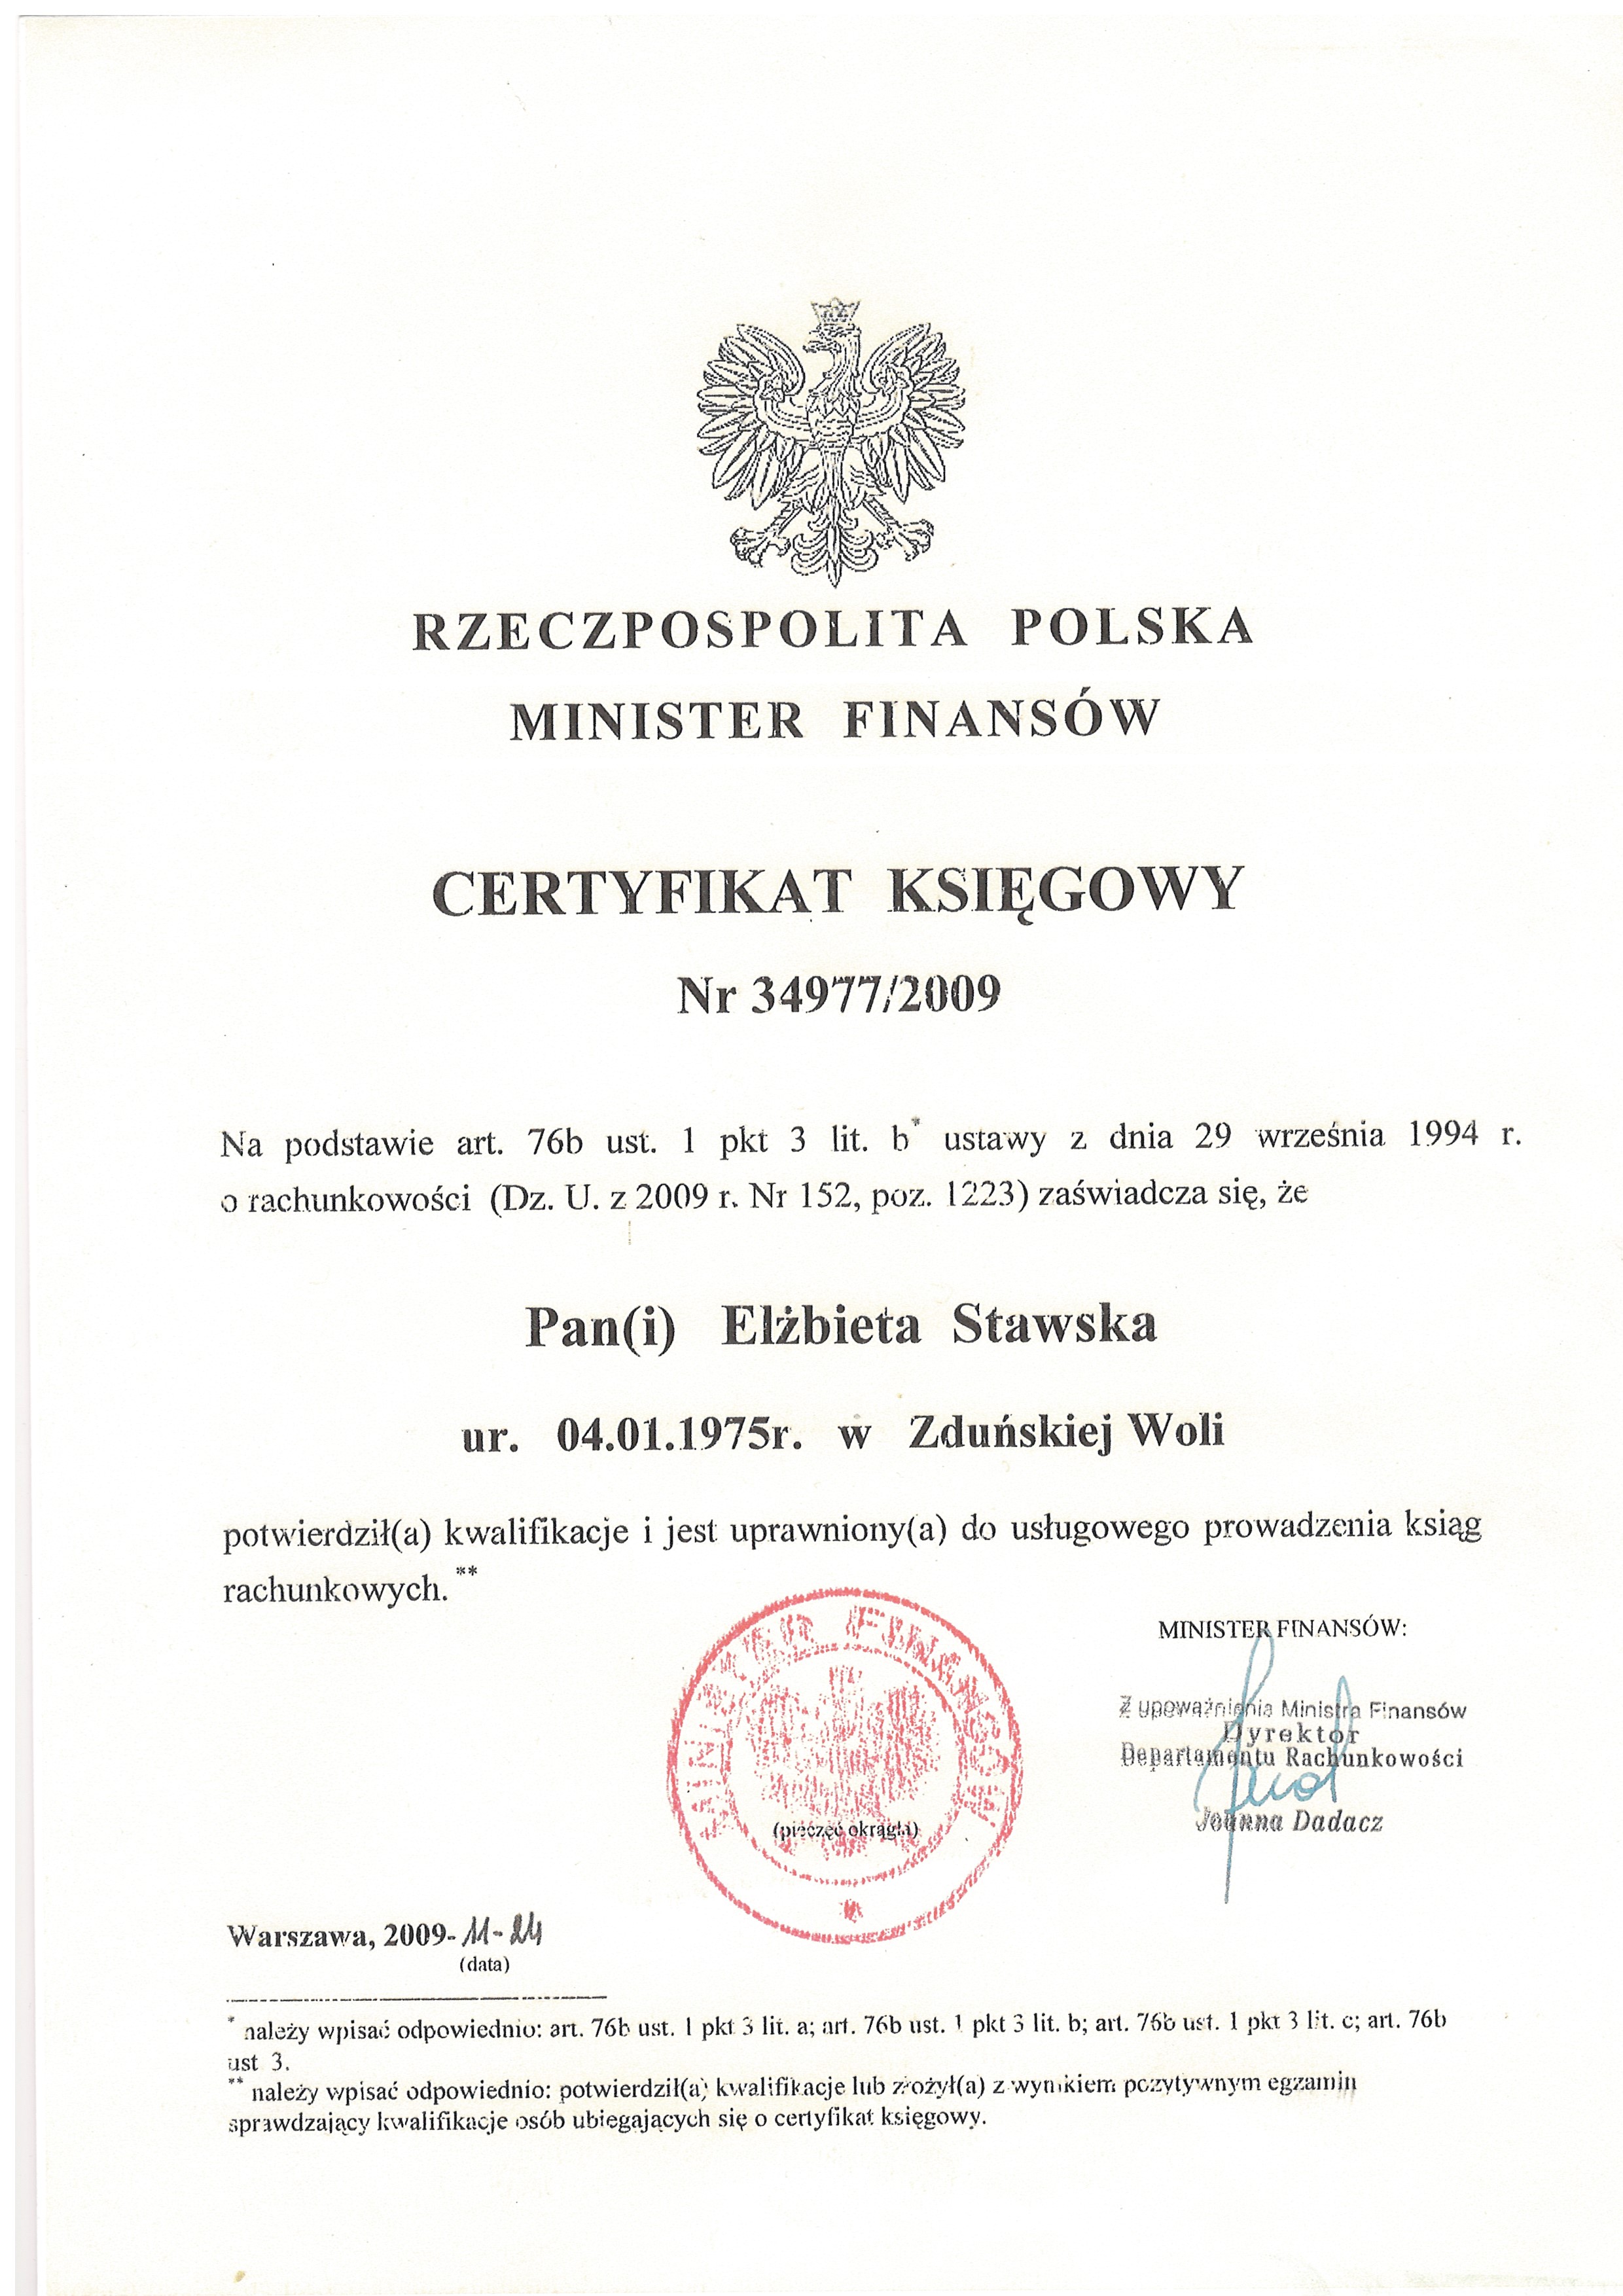 RZECZPOSPOLITA POLSKA
MINISTER FINANSÓW
CERTYFIKAT KSIĘGOWY
Nr 34977/2009
Na podstawie art. 76b ust. 1 pkt 3 lit. b* ustawy z dnia 29 września 1994 r.
o rachunkowości (Dz. U. z 2009 r. Nr 152, poz. 1223) zaświadcza się, że
Pan(i) Elżbieta Stawska
ur. 04.01.1975r. w Zduńskiej Woli
potwierdził(a) kwalifikacje i jest uprawniony(a) do usługowego prowadzenia ksiąg
rachunkowych.**
MINISTER FINANSÓW
(pieczęć okrągła)
MINISTER FINANSÓW:
Z upoważnienia Ministra Finansów
Dyrektor
Departamentu Rachunkowości
Joanna Dadacz
Warszawa, 2009-11-24
(data)
* należy wpisać odpowiednio: art. 76b ust. 1 pkt 3 lit. a; art. 76b ust. 1 pkt 3 lit. b; art. 76b ust. 1 pkt 3 lit. c; art. 76b
ust 3.
** należy wpisać odpowiednio: potwierdził(a) kwalifikacje lub złożył(a) z wynikiem pozytywnym egzamin
sprawdzający kwalifikacje osób ubiegających się o certyfikat księgowy.